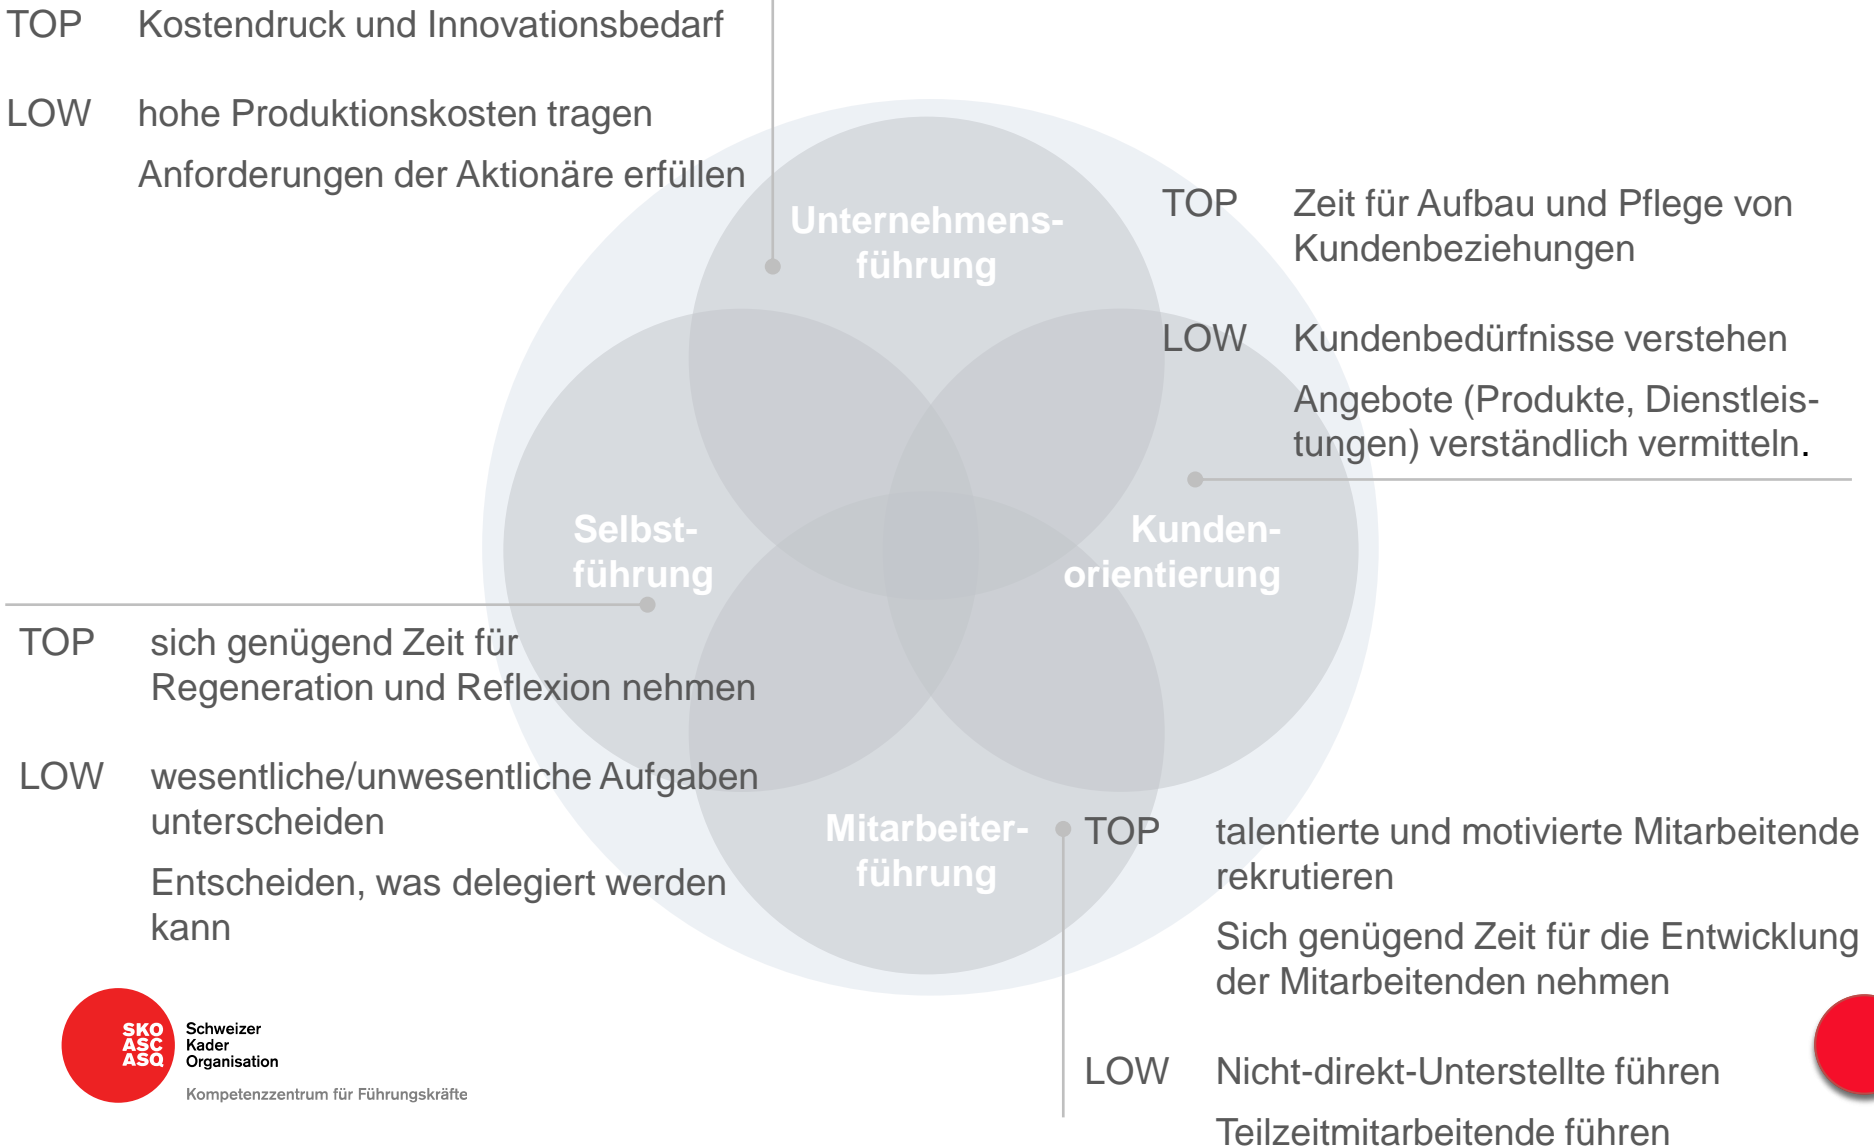 TOP Kostendruck und Innovationsbedarf
LOW hohe Produktionskosten tragen
Anforderungen der Aktionäre erfüllen
Unternehmens-
führung
TOP Zeit für Aufbau und Pflege von
Kundenbeziehungen
LOW Kundenbedürfnisse verstehen
Angebote (Produkte, Dienstleis-
tungen) verständlich vermitteln.
Selbst-
führung
Kunden-
orientierung
TOP sich genügend Zeit für
Regeneration und Reflexion nehmen
LOW wesentliche/unwesentliche Aufgaben
unterscheiden
Entscheiden, was delegiert werden
kann
Mitarbeiter-
führung
TOP talentierte und motivierte Mitarbeitende
rekrutieren
Sich genügend Zeit für die Entwicklung
der Mitarbeitenden nehmen
LOW Nicht-direkt-Unterstellte führen
Teilzeitmitarbeitende führen
SKO
ASC
ASQ
Schweizer
Kader
Organisation
Kompetenzzentrum für Führungskräfte